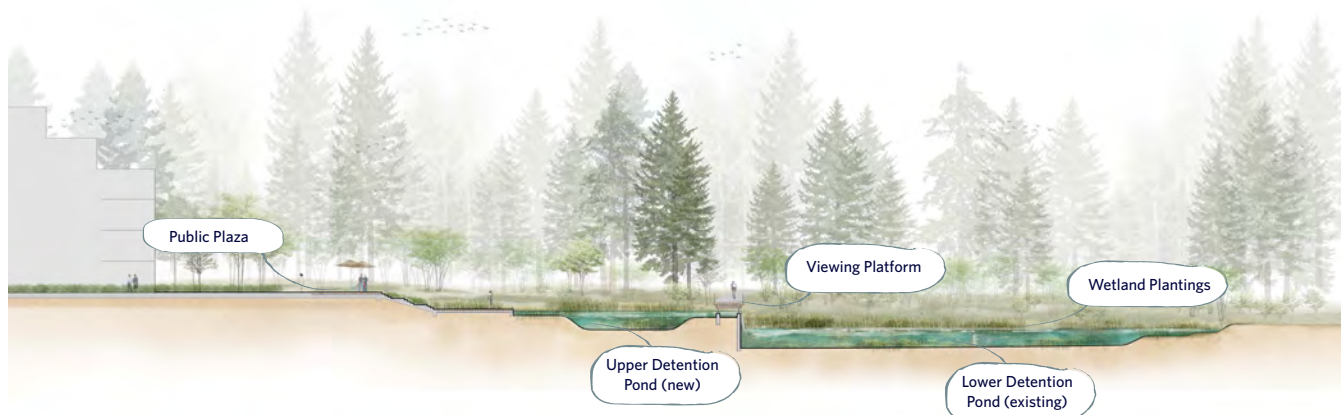 Public Plaza
Viewing Platform
Wetland Plantings
Upper Detention
Pond (new)
Lower Detention
Pond (existing)